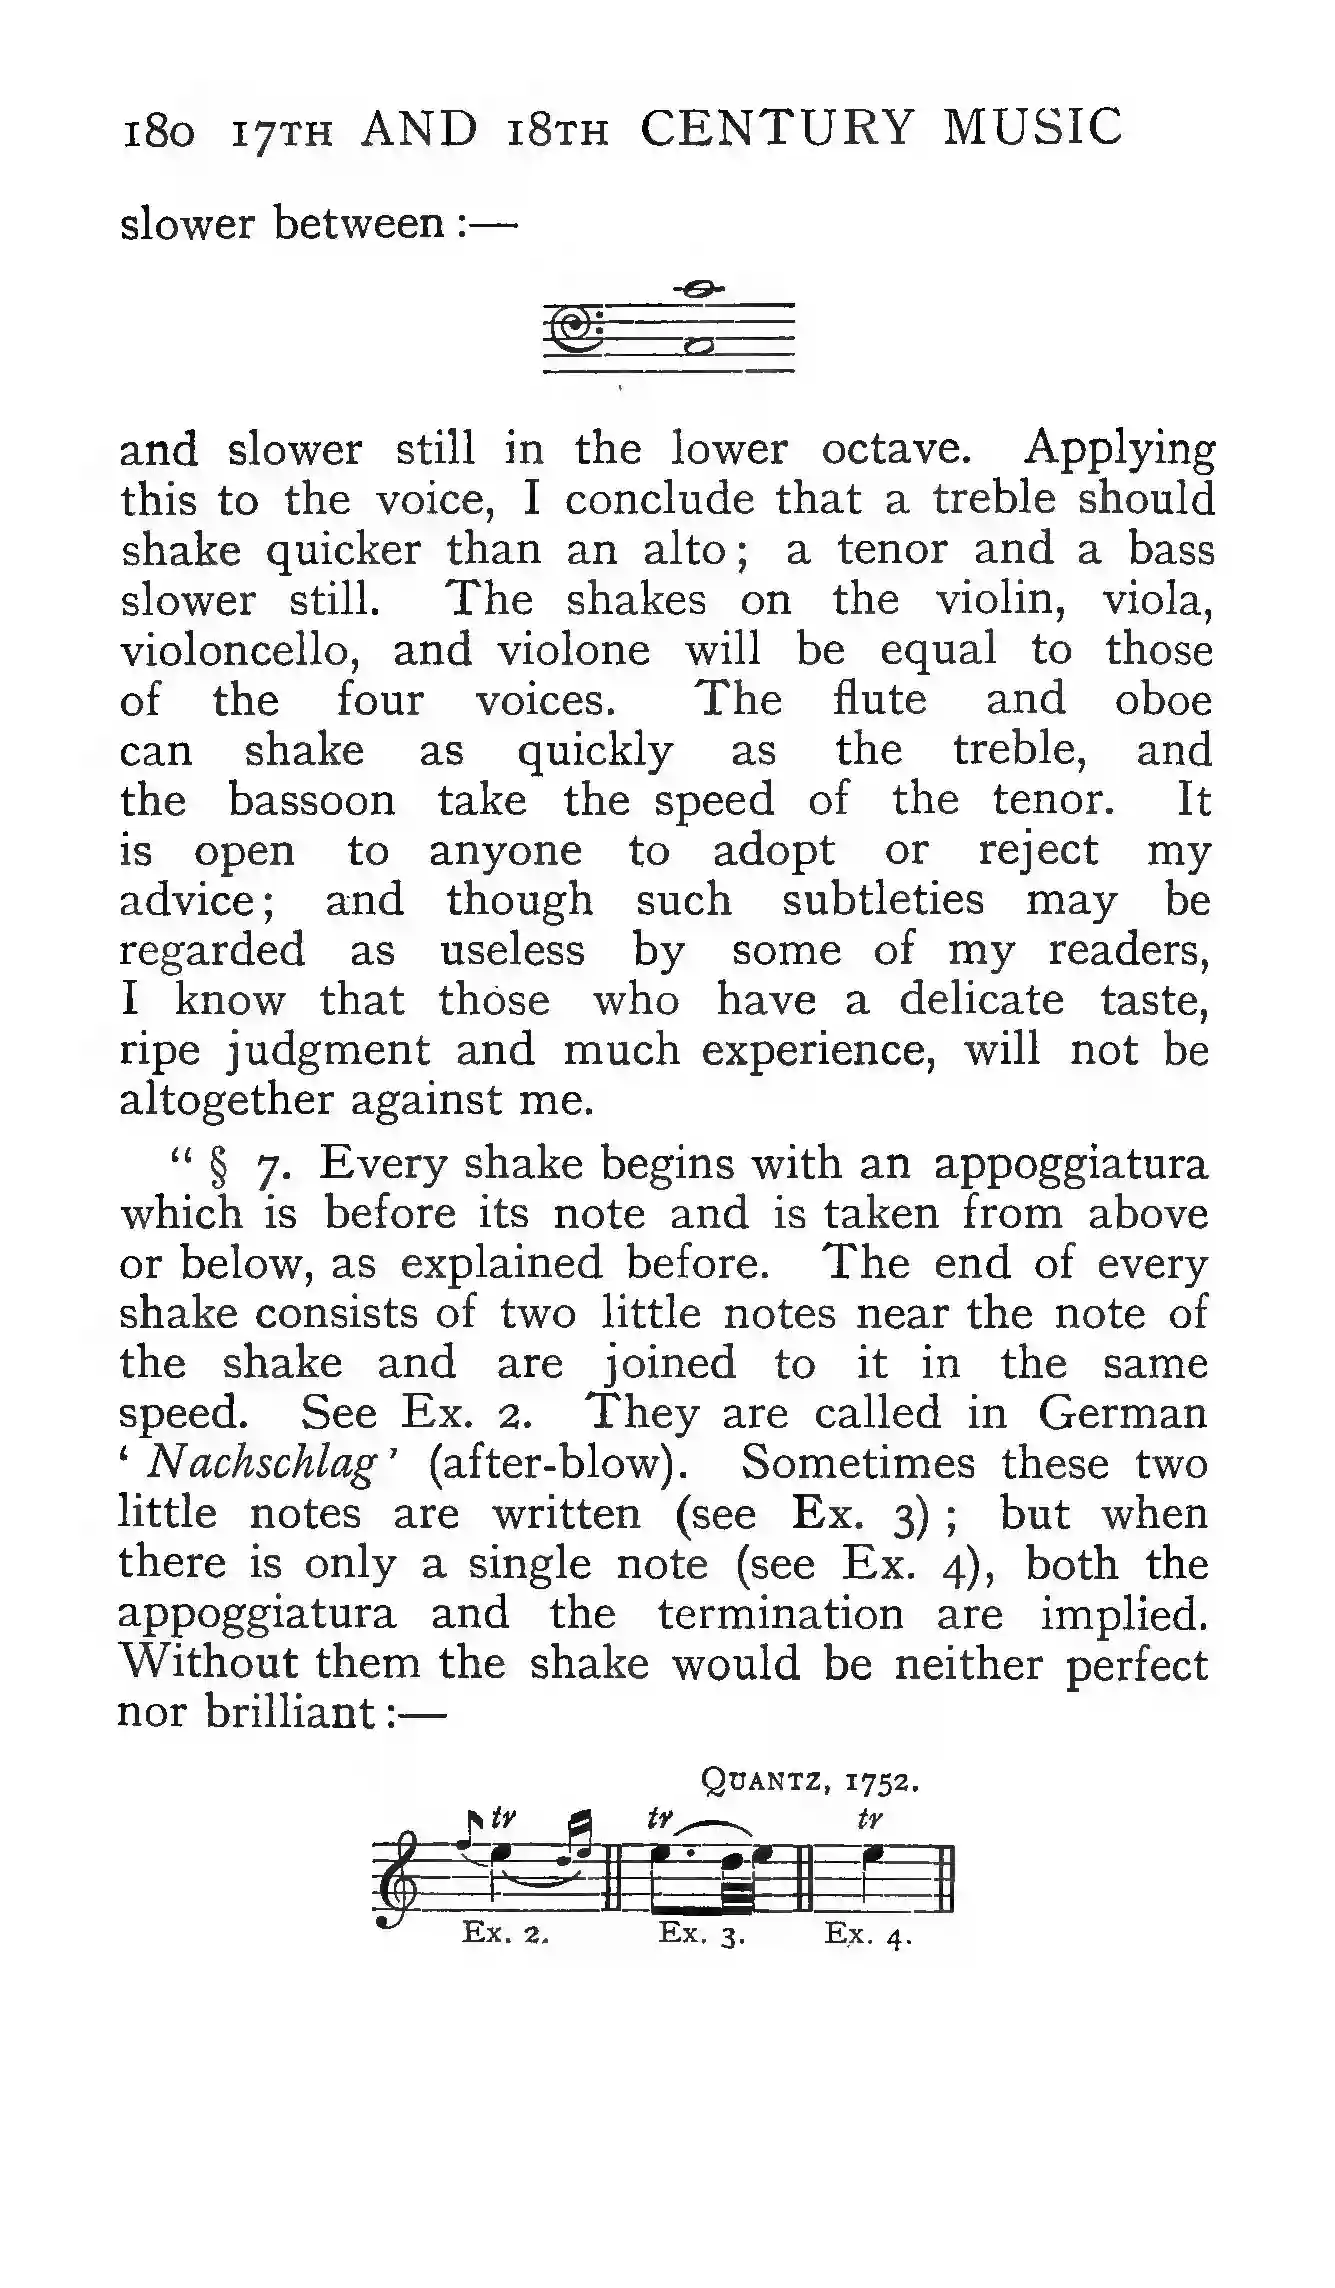 180 17TH AND 18TH CENTURY MUSIC
slower between :—
and slower still in the lower octave. Applying
this to the voice, I conclude that a treble should
shake quicker than an alto; a tenor and a bass
slower still. The shakes on the violin, viola,
violoncello, and violone will be equal to those
of the four voices. The flute and oboe
can shake as quickly as the treble, and
the bassoon take the speed of the tenor. It
is open to anyone to adopt or reject my
advice; and though such subtleties may be
regarded as useless by some of my readers,
I know that those who have a delicate taste,
ripe judgment and much experience, will not be
altogether against me.
“ § 7. Every shake begins with an appoggiatura
which is before its note and is taken from above
or below, as explained before. The end of every
shake consists of two little notes near the note of
the shake and are joined to it in the same
speed. See Ex. 2. They are called in German
‘ Nachschlag’ (after-blow). Sometimes these two
little notes are written (see Ex. 3) ; but when
there is only a single note (see Ex. 4), both the
appoggiatura and the termination are implied.
Without them the shake would be neither perfect
nor brilliant :—
QUANTZ, 1752.
tr tr tr
Ex. 2. Ex. 3. Ex. 4.